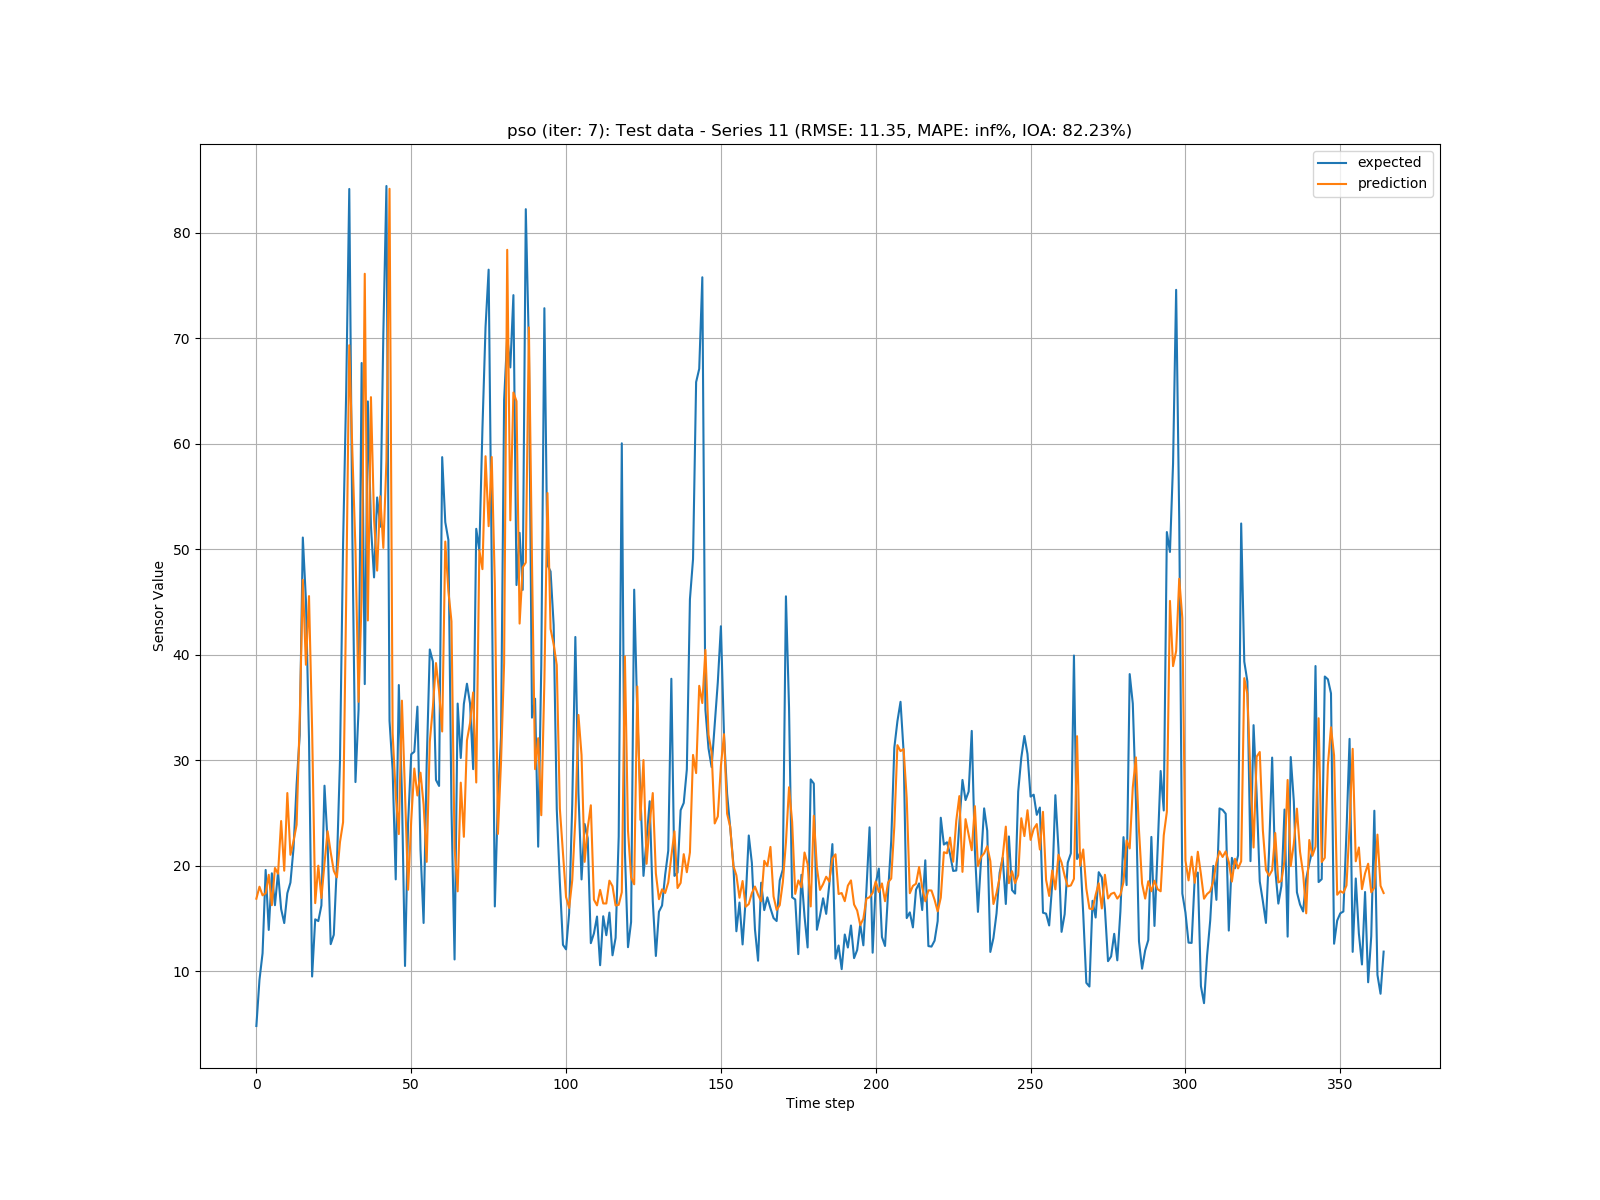 pso (iter: 7): Test data - Series 11 (RMSE: 11.35, MAPE: inf%, IOA: 82.23%)
expected
prediction
80
70
60
50
40
30
20
10
Sensor Value
0 50 100 150 200 250 300 350
Time step